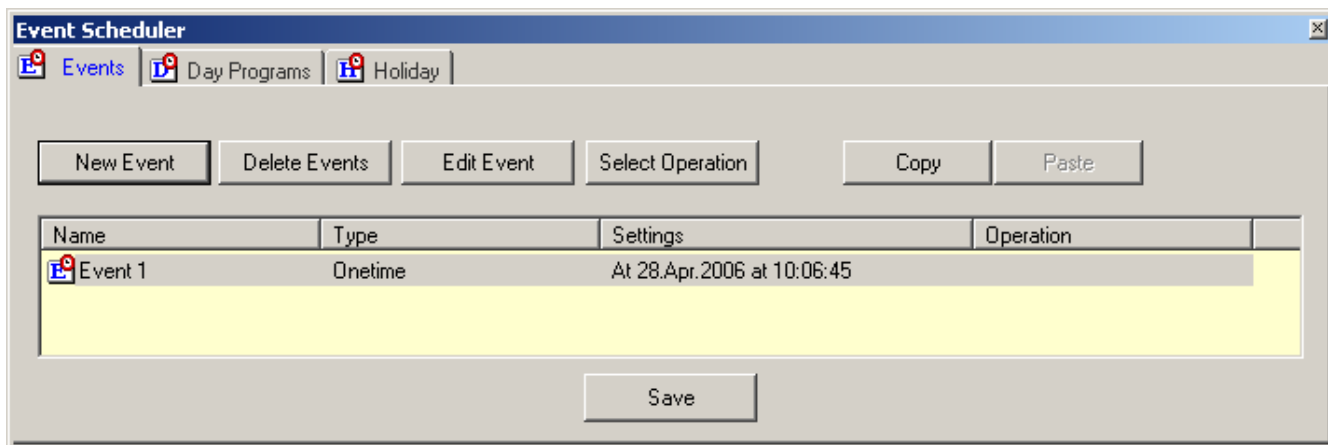 Event Scheduler
Events Day Programs Holiday
New Event Delete Events Edit Event Select Operation Copy Paste
Name Type Settings Operation
Event 1 Onetime At 28.Apr.2006 at 10:06:45
Save